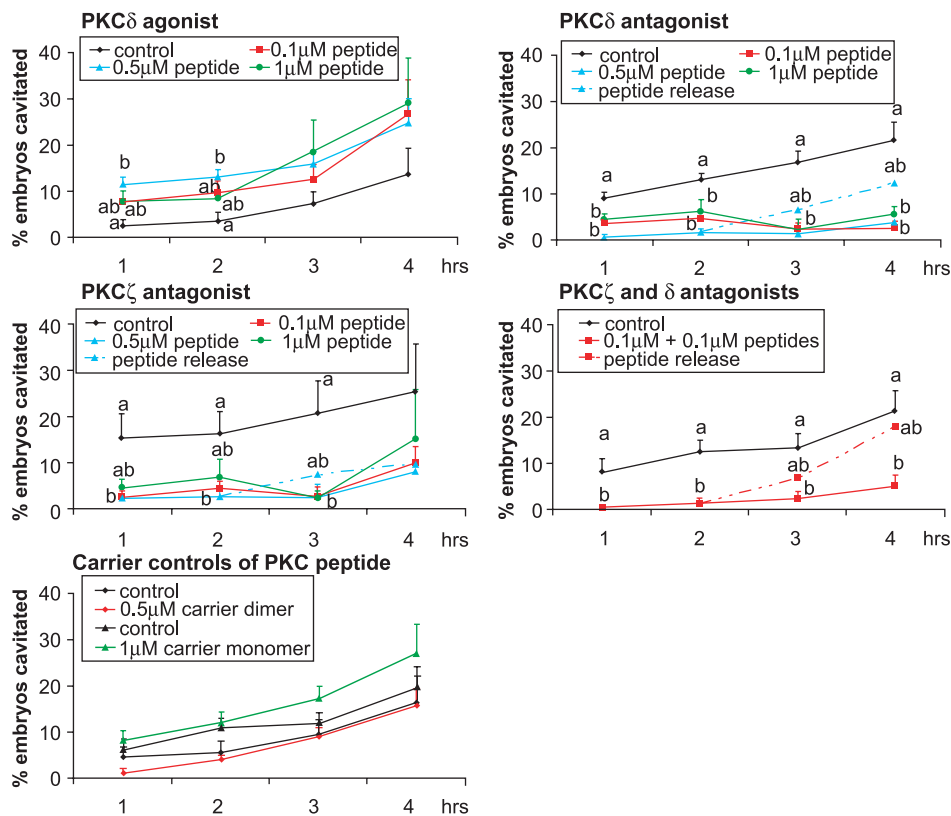 PKCδ agonist
% embryos cavitated
40
30
20
10
0
control
0.1μM peptide
0.5μM peptide
1μM peptide
b
b
ab
ab
ab
ab
a
a
1
2
3
4
hrs
PKCδ antagonist
% embryos cavitated
40
30
20
10
0
control
0.1μM peptide
0.5μM peptide
1μM peptide
peptide release
a
a
a
a
ab
ab
b
b
b
b
b
b
b
1
2
3
4
hrs
PKCζ antagonist
% embryos cavitated
40
30
20
10
0
control
0.1μM peptide
0.5μM peptide
1μM peptide
peptide release
a
a
a
ab
ab
ab
b
b
b
1
2
3
4
hrs
PKCζ and δ antagonists
% embryos cavitated
40
30
20
10
0
control
0.1μM + 0.1μM peptides
peptide release
a
a
a
a
ab
ab
b
b
b
b
1
2
3
4
hrs
Carrier controls of PKC peptide
% embryos cavitated
40
30
20
10
0
control
0.5μM carrier dimer
control
1μM carrier monomer
1
2
3
4
hrs